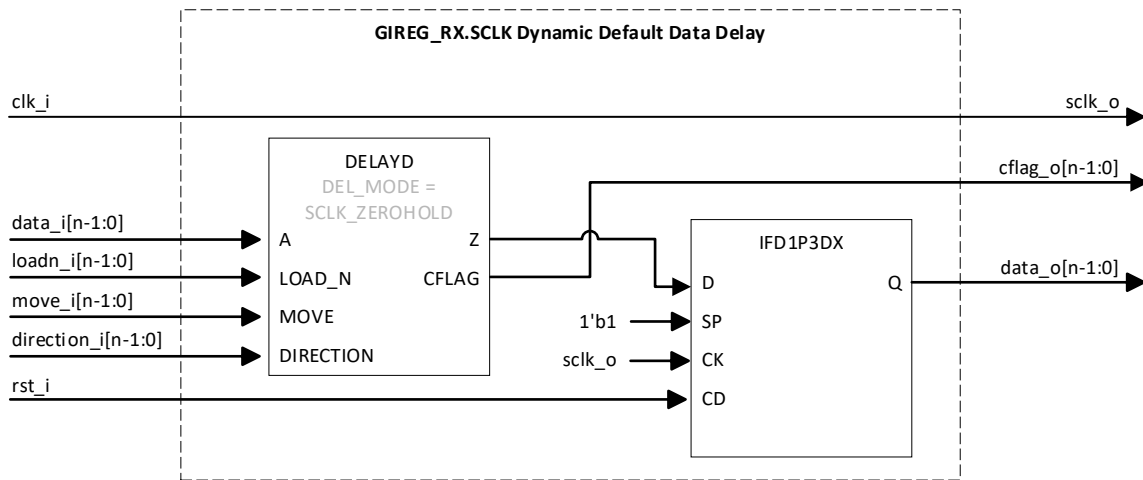 GIREG_RX.SCLK Dynamic Default Data Delay
clk_i
sclk_o
DELAYD
DEL_MODE =
SCLK_ZEROHOLD
cflag_o[n-1:0]
data_i[n-1:0]
A
Z
IFD1P3DX
loadn_i[n-1:0]
LOAD_N
CFLAG
D
Q
data_o[n-1:0]
move_i[n-1:0]
MOVE
1'b1
SP
direction_i[n-1:0]
DIRECTION
sclk_o
CK
rst_i
CD